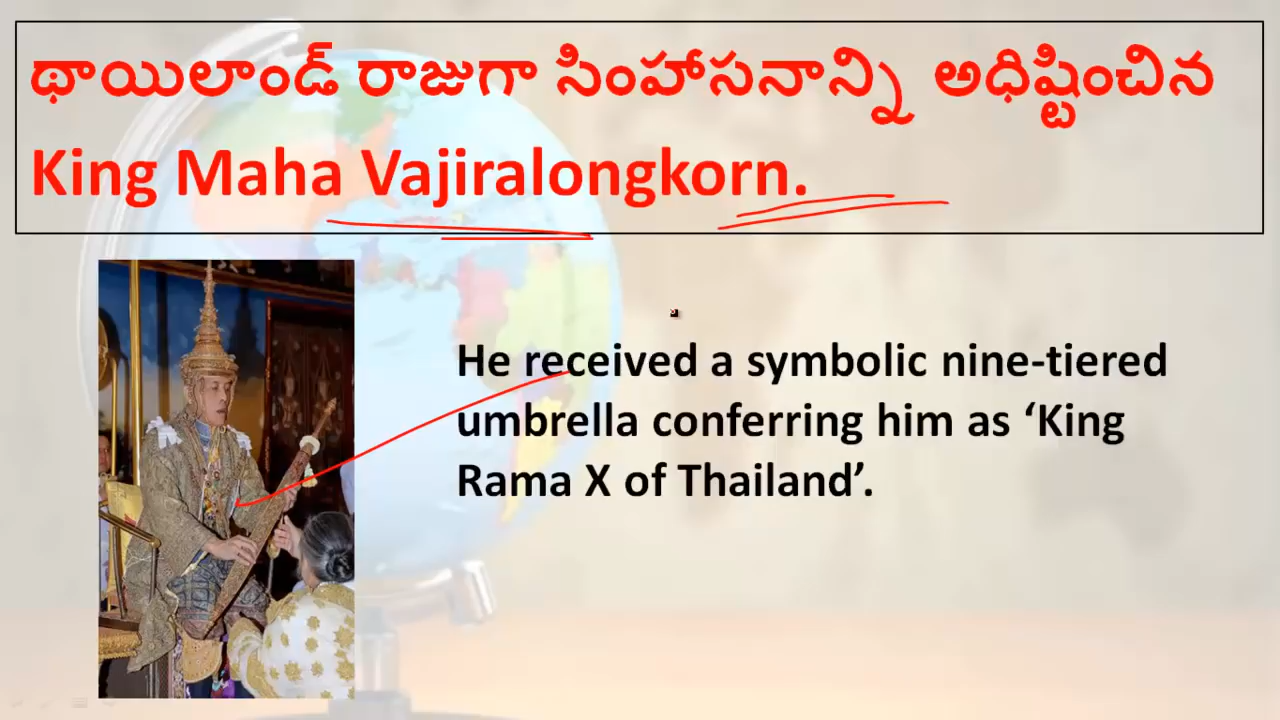 థాయిలాండ్ రాజుగా సింహాసనాన్ని అధిష్టించిన
King Maha Vajiralongkorn.
He received a symbolic nine-tiered
umbrella conferring him as ‘King
Rama X of Thailand’.